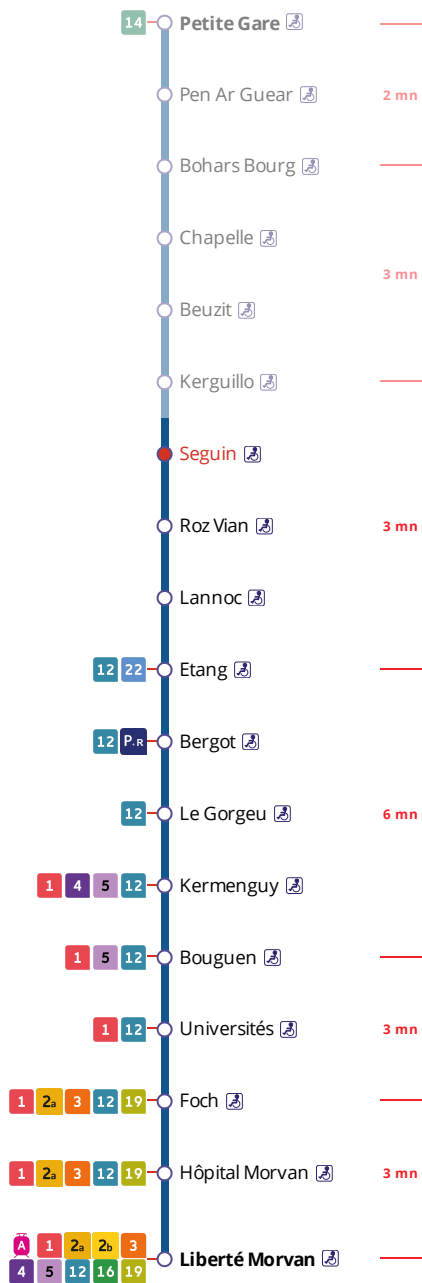 14 Petite Gare
Pen Ar Guear 2 mn
Bohars Bourg
Chapelle
3 mn
Beuzit
Kerguillo
Seguin
Roz Vian 3 mn
Lannoc
12 22 Etang
12 P.R Bergot
12 Le Gorgeu 6 mn
1 4 5 12 Kermenguy
1 5 12 Bouguen
1 12 Universités 3 mn
1 2a 3 12 19 Foch
1 2a 3 12 19 Hôpital Morvan 3 mn
A 1 2a 2b 3
4 5 12 16 19 Liberté Morvan